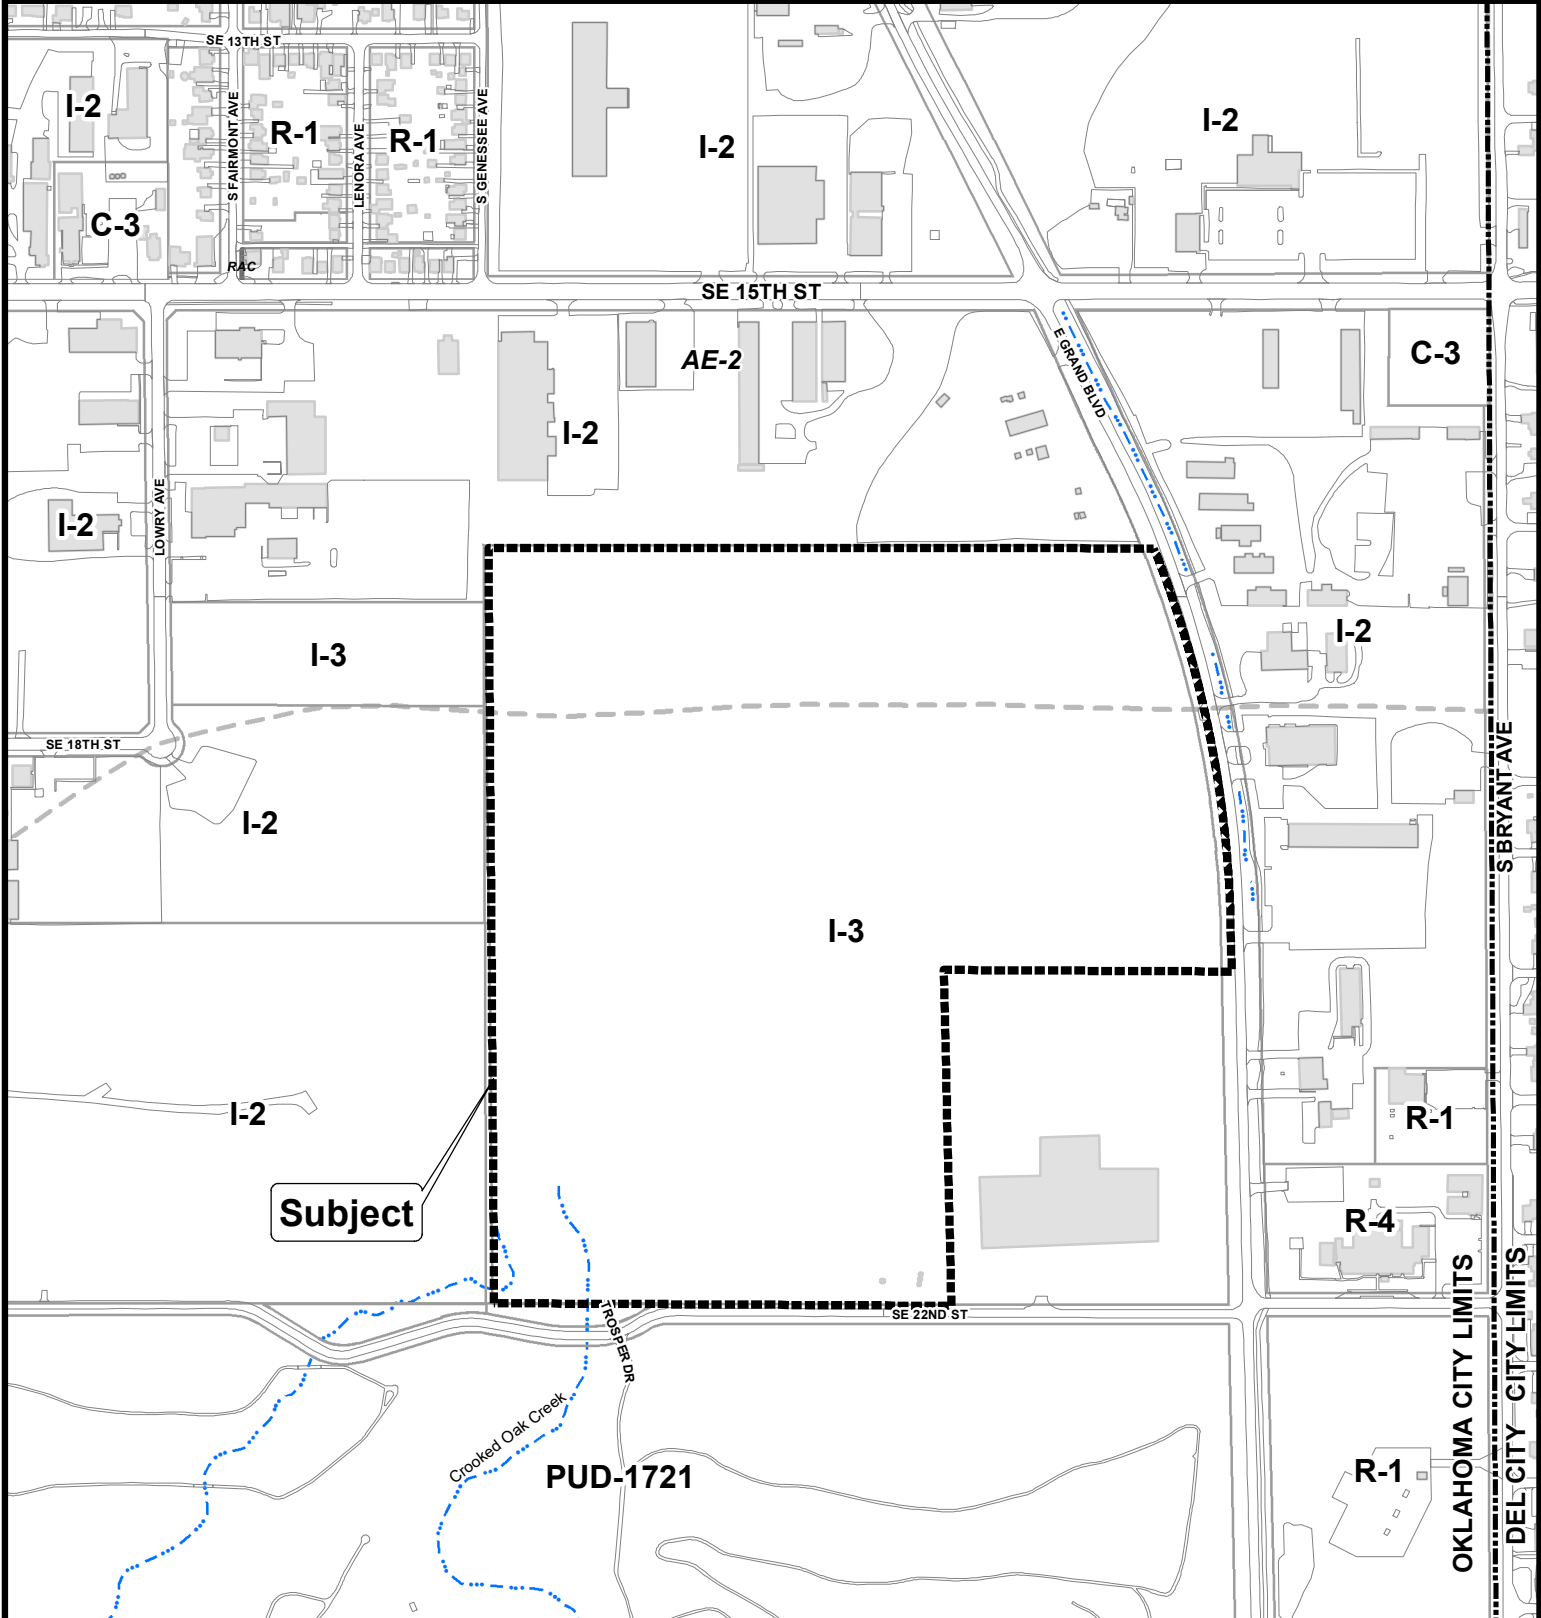 SE 13TH ST
I-2
S FAIRMONT AVE
R-1
LENORA AVE
R-1
S GENESSEE AVE
I-2
I-2
C-3
RAC
SE 15TH ST
AE-2
E GRAND BLVD
C-3
I-2
I-2
LOWRY AVE
I-3
I-2
SE 18TH ST
S BRYANT AVE
I-2
I-3
I-2
R-1
Subject
R-4
OKLAHOMA CITY LIMITS
DEL CITY CITY LIMITS
SE 22ND ST
TROSPER DR
Crooked Oak Creek
PUD-1721
R-1